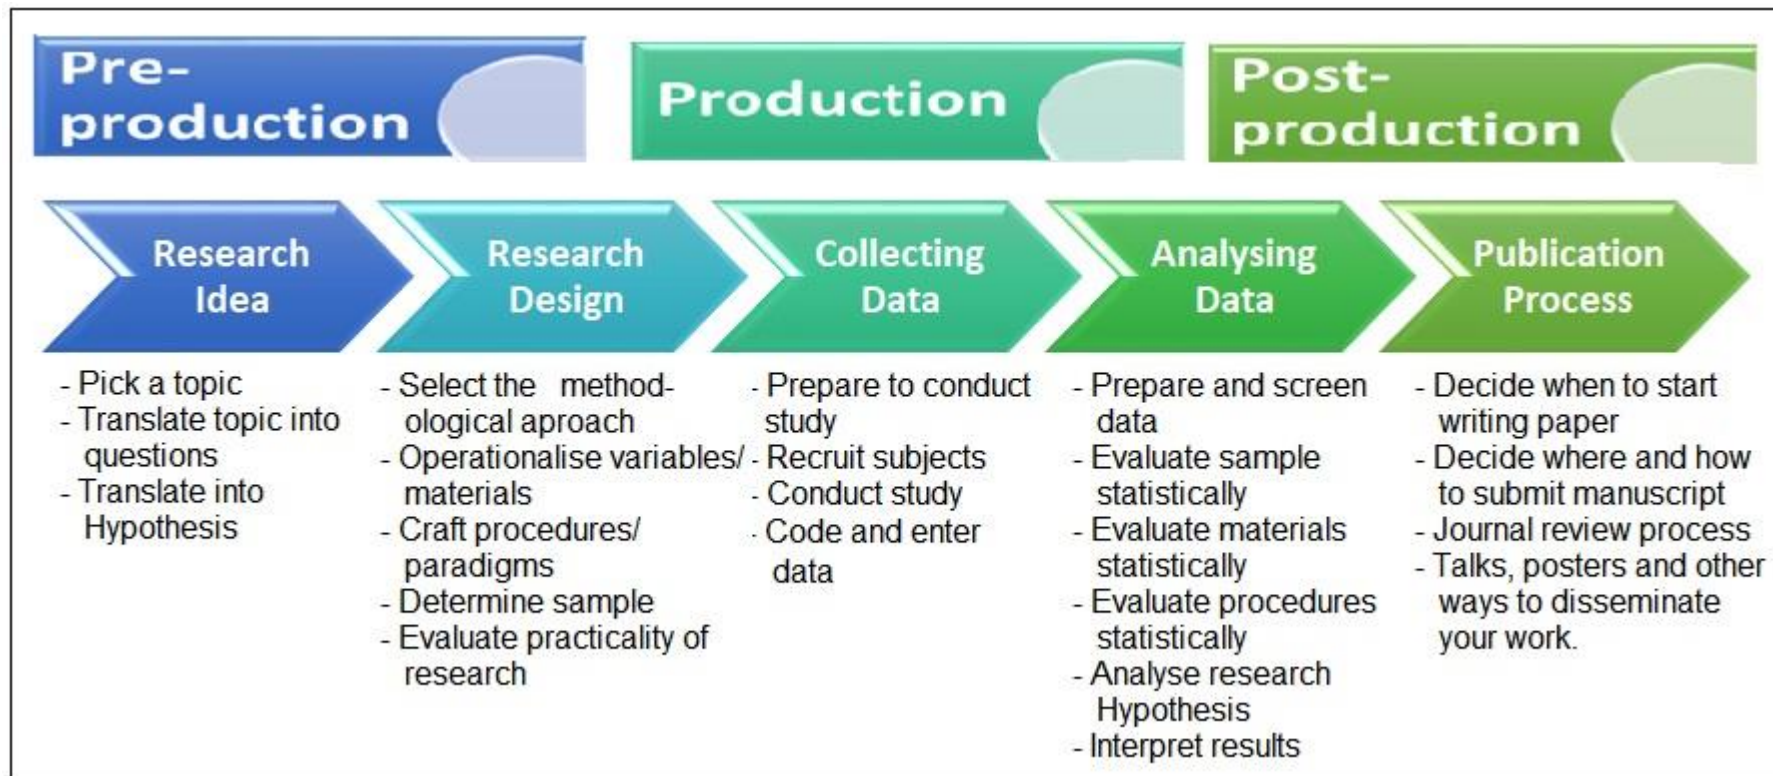 Pre-
production
Production
Post-
production
Research
Idea
Research
Design
Collecting
Data
Analysing
Data
Publication
Process
- Pick a topic
- Translate topic into
questions
- Translate into
Hypothesis
- Select the method-
ological aproach
- Operationalise variables/
materials
- Craft procedures/
paradigms
- Determine sample
- Evaluate practicality of
research
- Prepare to conduct
study
- Recruit subjects
- Conduct study
- Code and enter
data
- Prepare and screen
data
- Evaluate sample
statistically
- Evaluate materials
statistically
- Evaluate procedures
statistically
- Analyse research
Hypothesis
- Interpret results
- Decide when to start
writing paper
- Decide where and how
to submit manuscript
- Journal review process
- Talks, posters and other
ways to disseminate
your work.